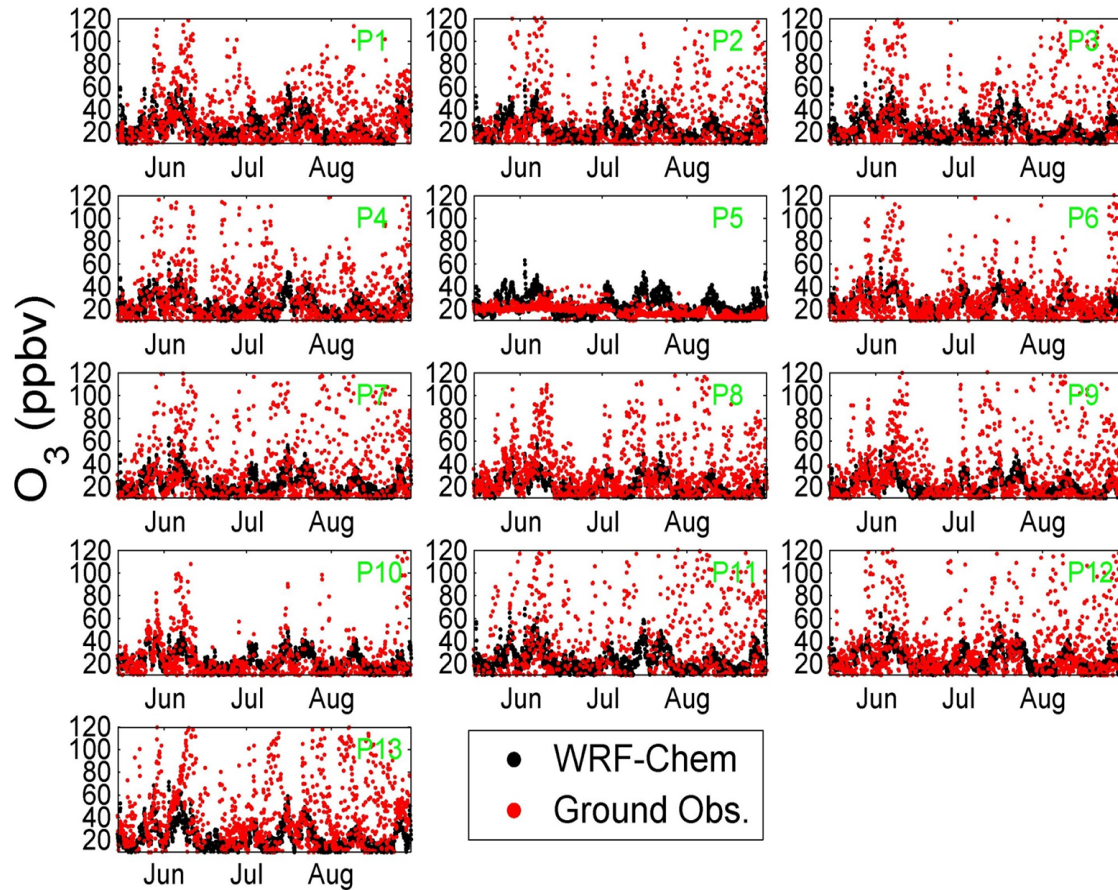 120 120 120
100 P1 100 P2 100 P3
80 80 80
60 60 60
40 40 40
20 20 20
Jun Jul Aug Jun Jul Aug Jun Jul Aug
120 120 120
100 P4 100 P5 100 P6
80 80 80
60 60 60
40 40 40
20 20 20
Jun Jul Aug Jun Jul Aug Jun Jul Aug
O3 (ppbv)
120 120 120
100 P7 100 P8 100 P9
80 80 80
60 60 60
40 40 40
20 20 20
Jun Jul Aug Jun Jul Aug Jun Jul Aug
120 120 120
100 P10 100 P11 100 P12
80 80 80
60 60 60
40 40 40
20 20 20
Jun Jul Aug Jun Jul Aug Jun Jul Aug
120
100 P13
80
60
40
20
Jun Jul Aug
WRF-Chem
Ground Obs.